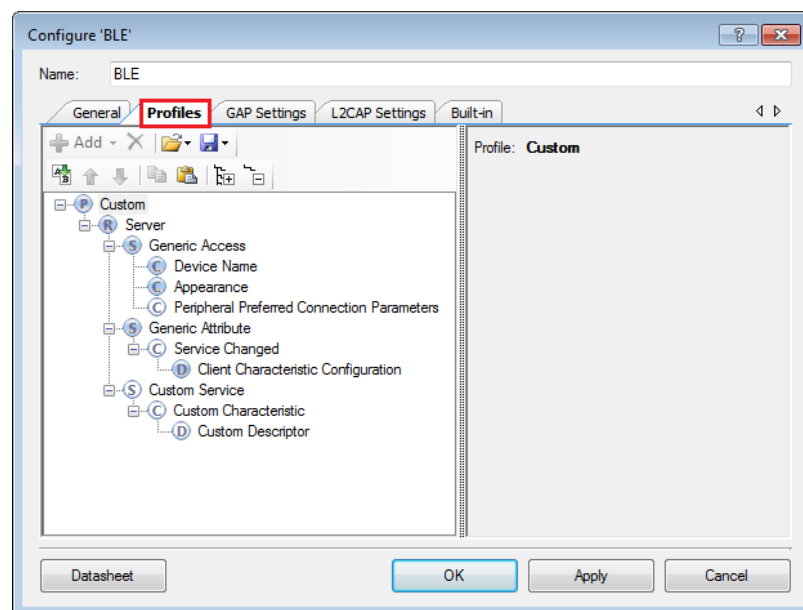 Configure 'BLE'
Name: BLE
General Profiles GAP Settings L2CAP Settings Built-in
Add
Profile: Custom
P Custom
R Server
S Generic Access
C Device Name
C Appearance
C Peripheral Preferred Connection Parameters
S Generic Attribute
C Service Changed
D Client Characteristic Configuration
S Custom Service
C Custom Characteristic
D Custom Descriptor
Datasheet OK Apply Cancel